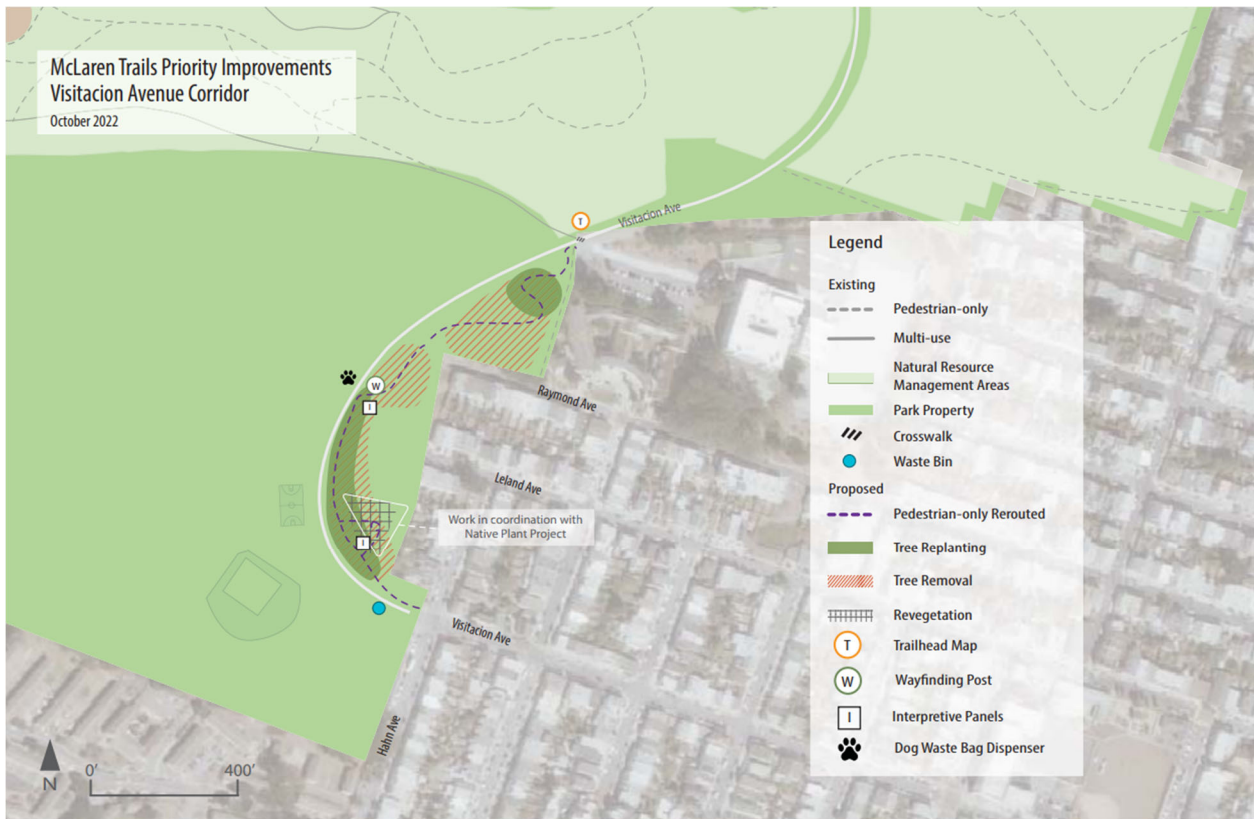 McLaren Trails Priority Improvements
Visitacion Avenue Corridor
October 2022
T
Visitacion Ave
W
I
Raymond Ave
Leland Ave
Work in coordination with
Native Plant Project
I
Visitacion Ave
Hahn Ave
N
0'
400'
Legend
Existing
Pedestrian-only
Multi-use
Natural Resource
Management Areas
Park Property
Crosswalk
Waste Bin
Proposed
Pedestrian-only Rerouted
Tree Replanting
Tree Removal
Revegetation
T
Trailhead Map
W
Wayfinding Post
I
Interpretive Panels
Dog Waste Bag Dispenser